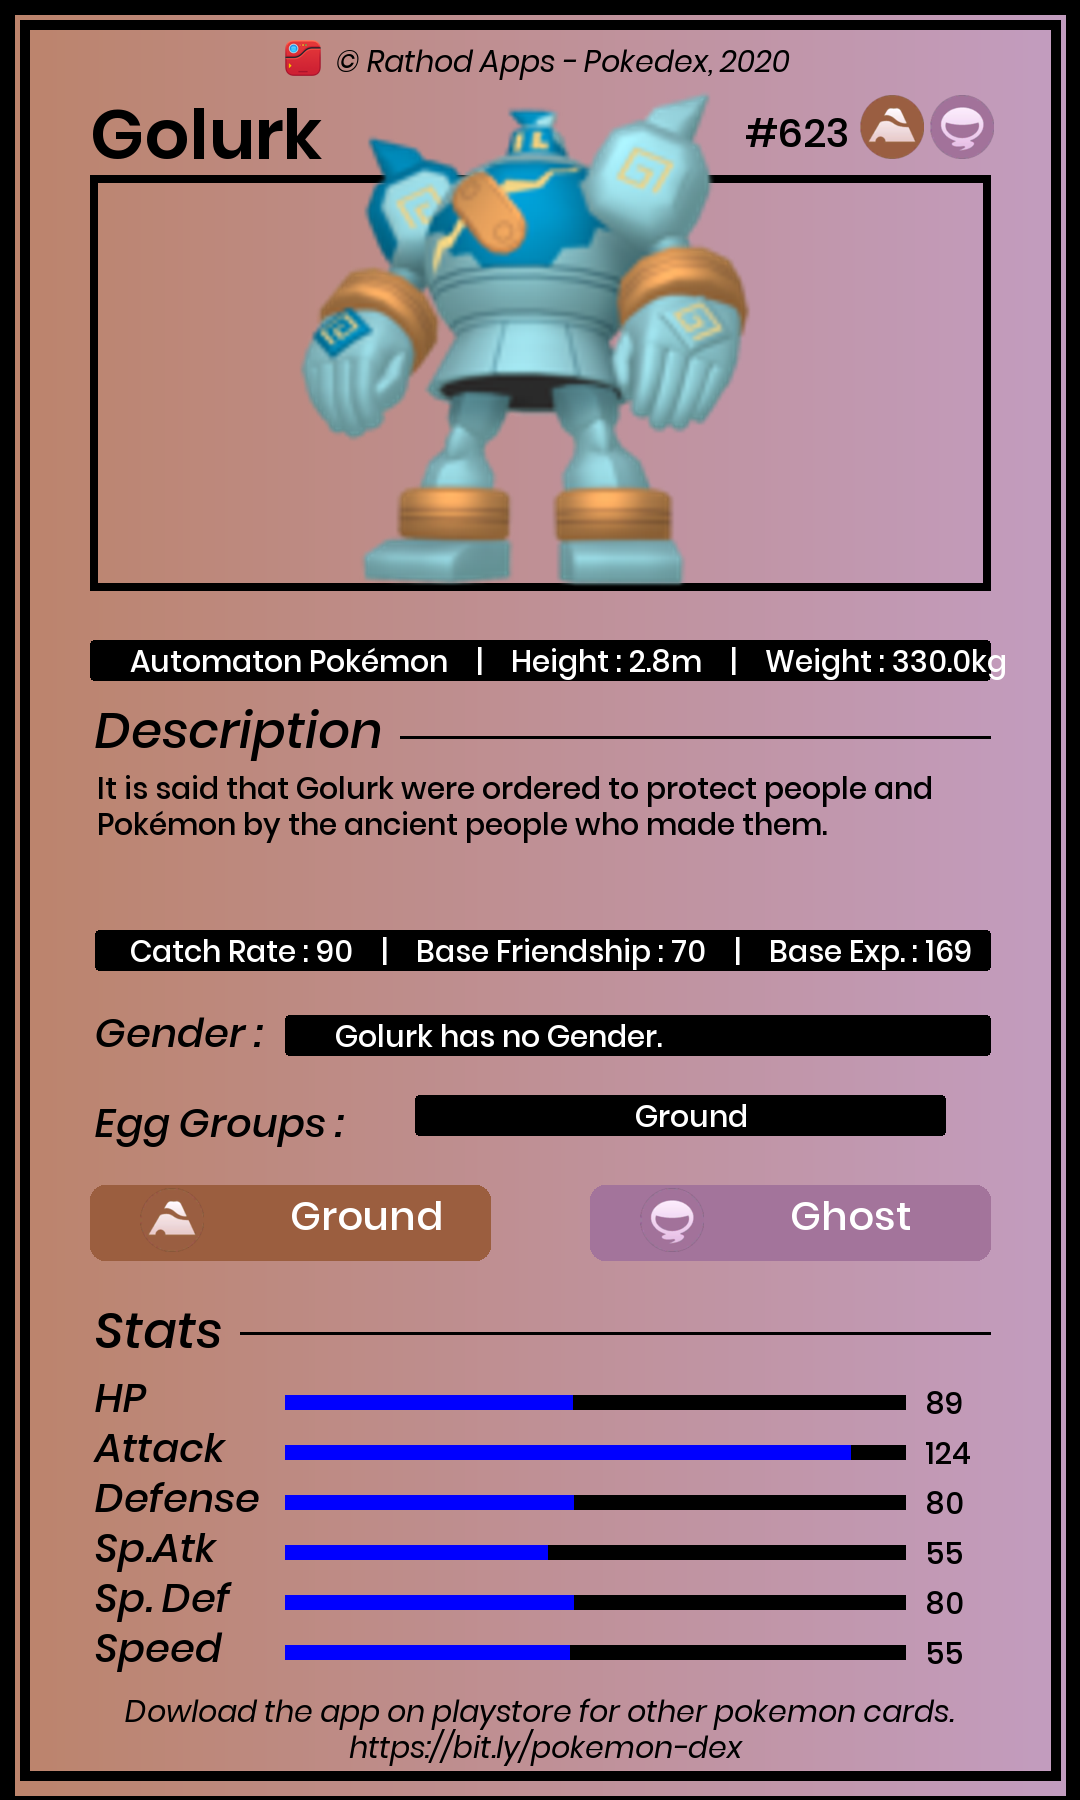 © Rathod Apps - Pokedex, 2020
Golurk
#623
Automaton Pokémon | Height : 2.8m | Weight : 330.0kg
Description
It is said that Golurk were ordered to protect people and
Pokémon by the ancient people who made them.
Catch Rate : 90 | Base Friendship : 70 | Base Exp. : 169
Gender : Golurk has no Gender.
Egg Groups : Ground
Ground Ghost
Stats
HP 89
Attack 124
Defense 80
Sp.Atk 55
Sp. Def 80
Speed 55
Dowload the app on playstore for other pokemon cards.
https://bit.ly/pokemon-dex